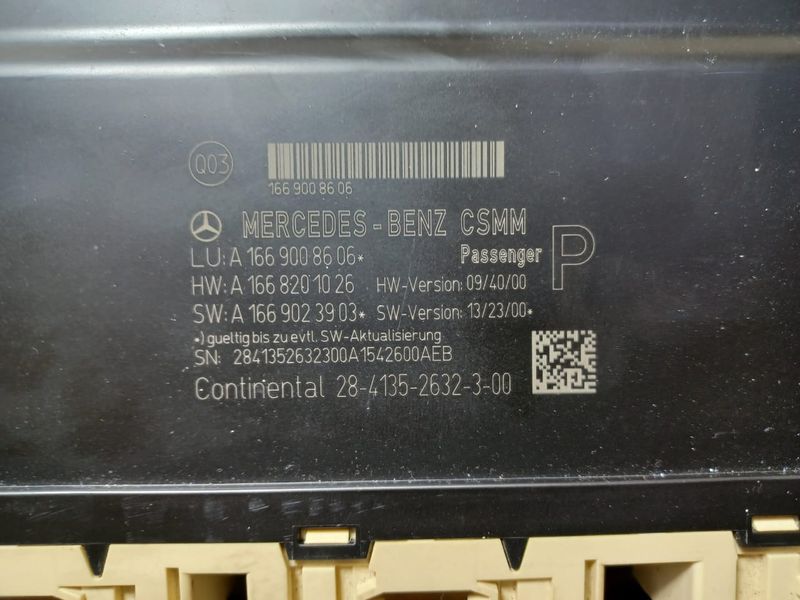 Q03
166 900 86 06
MERCEDES-BENZ CSMM
LU: A 166 900 86 06* Passenger P
HW: A 166 820 10 26 HW-Version: 09/40/00
SW: A 166 902 39 03* SW-Version: 13/23/00*
*) gueltig bis zu evtl. SW-Aktualisierung
SN: 2841352632300A1542600AEB
Continental 28-4135-2632-3-00